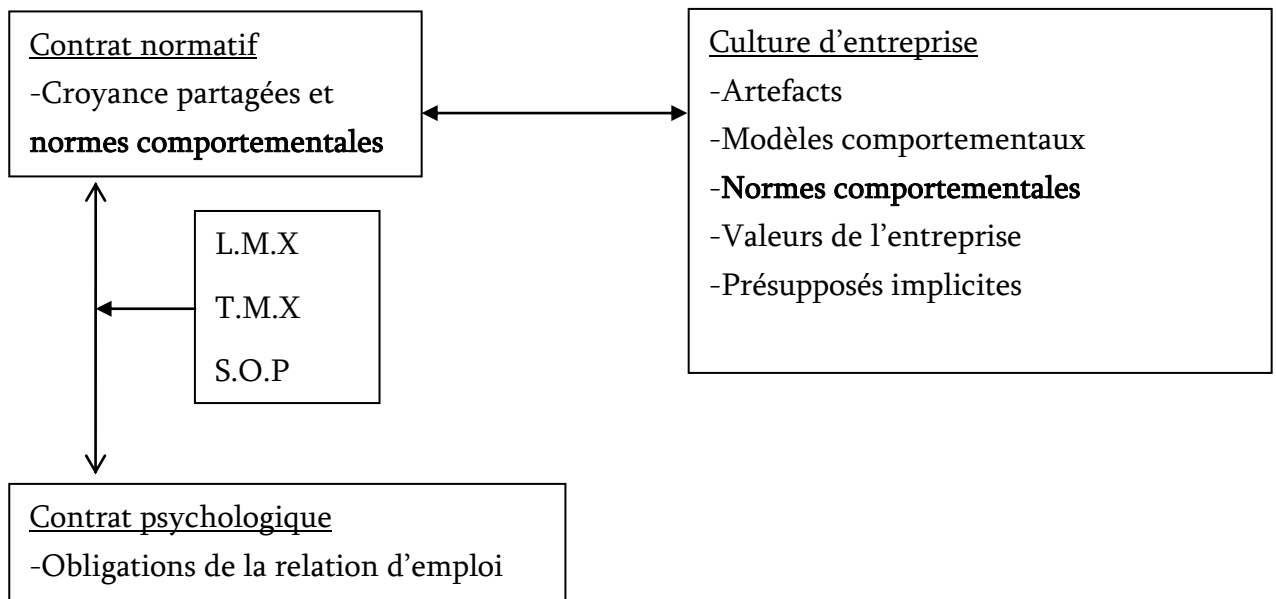 Contrat normatif
-Croyance partagées et
normes comportementales
Culture d'entreprise
-Artefacts
-Modèles comportementaux
-Normes comportementales
-Valeurs de l'entreprise
-Présupposés implicites
L.M.X
T.M.X
S.O.P
Contrat psychologique
-Obligations de la relation d'emploi